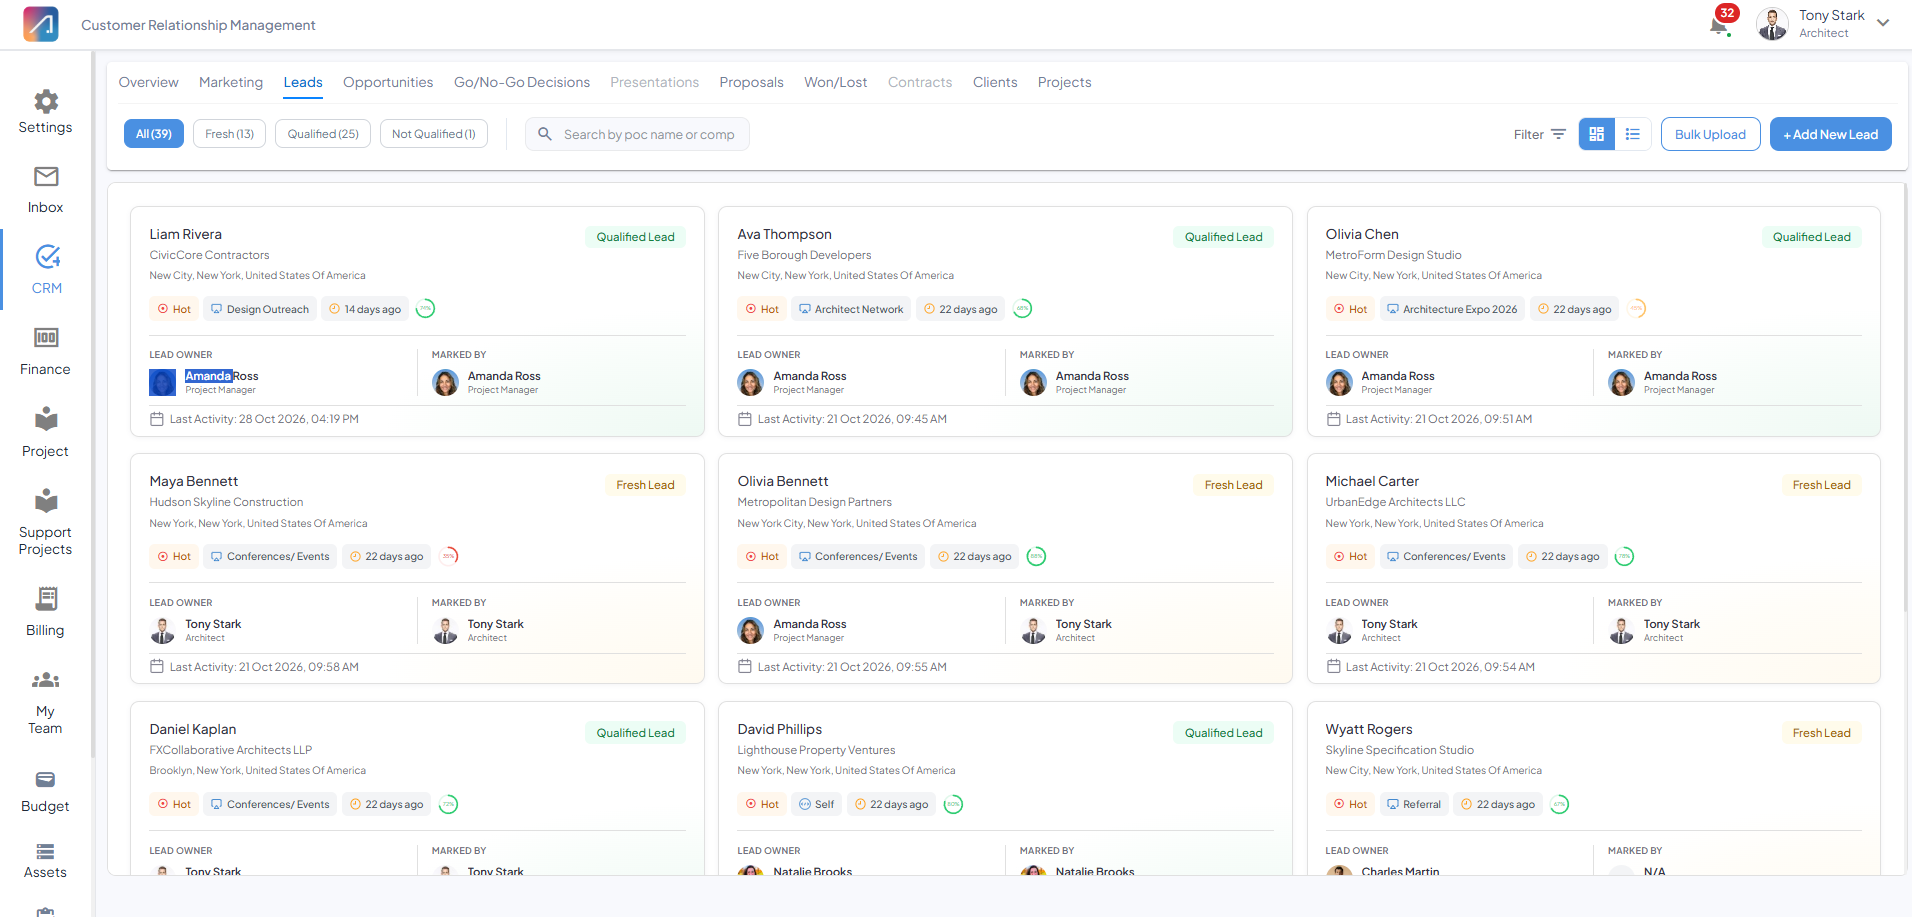 Customer Relationship Management
32
Tony Stark
Architect
Settings
Inbox
CRM
Finance
Project
Support
Projects
Billing
My
Team
Budget
Assets
Overview Marketing Leads Opportunities Go/No-Go Decisions Presentations Proposals Won/Lost Contracts Clients Projects
All (39) Fresh (13) Qualified (25) Not Qualified (1) Search by poc name or comp Filter Bulk Upload + Add New Lead
Liam Rivera
Qualified Lead
CivicCore Contractors
New City, New York, United States Of America
Hot Design Outreach 14 days ago
LEAD OWNER MARKED BY
Amanda Ross Amanda Ross
Project Manager Project Manager
Last Activity: 28 Oct 2026, 04:19 PM
Ava Thompson
Qualified Lead
Five Borough Developers
New City, New York, United States Of America
Hot Architect Network 22 days ago
LEAD OWNER MARKED BY
Amanda Ross Amanda Ross
Project Manager Project Manager
Last Activity: 21 Oct 2026, 09:45 AM
Olivia Chen
Qualified Lead
MetroForm Design Studio
New City, New York, United States Of America
Hot Architecture Expo 2026 22 days ago
LEAD OWNER MARKED BY
Amanda Ross Amanda Ross
Project Manager Project Manager
Last Activity: 21 Oct 2026, 09:51 AM
Maya Bennett
Fresh Lead
Hudson Skyline Construction
New York, New York, United States Of America
Hot Conferences/ Events 22 days ago
LEAD OWNER MARKED BY
Tony Stark Tony Stark
Architect Architect
Last Activity: 21 Oct 2026, 09:58 AM
Olivia Bennett
Fresh Lead
Metropolitan Design Partners
New York City, New York, United States Of America
Hot Conferences/ Events 22 days ago
LEAD OWNER MARKED BY
Amanda Ross Tony Stark
Project Manager Architect
Last Activity: 21 Oct 2026, 09:55 AM
Michael Carter
Fresh Lead
UrbanEdge Architects LLC
New York, New York, United States Of America
Hot Conferences/ Events 22 days ago
LEAD OWNER MARKED BY
Tony Stark Tony Stark
Architect Architect
Last Activity: 21 Oct 2026, 09:54 AM
Daniel Kaplan
Qualified Lead
FXCollaborative Architects LLP
Brooklyn, New York, United States Of America
Hot Conferences/ Events 22 days ago
LEAD OWNER MARKED BY
Tony Stark Tony Stark
David Phillips
Qualified Lead
Lighthouse Property Ventures
New York, New York, United States Of America
Hot Self 22 days ago
LEAD OWNER MARKED BY
Natalie Brooks Natalie Brooks
Wyatt Rogers
Fresh Lead
Skyline Specification Studio
New City, New York, United States Of America
Hot Referral 22 days ago
LEAD OWNER MARKED BY
Charles Martin N/A